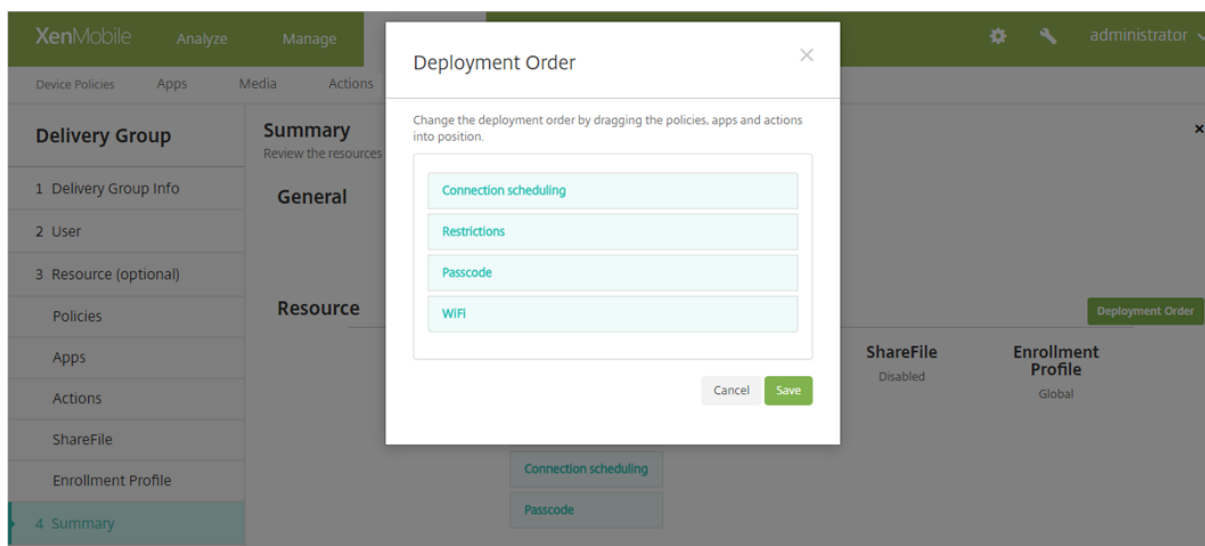 XenMobile Analyze Manage administrator
Device Policies Apps Media Actions
Delivery Group
1 Delivery Group Info
2 User
3 Resource (optional)
Policies
Apps
Actions
ShareFile
Enrollment Profile
4 Summary
Summary
Review the resources
General
Resource
Deployment Order
ShareFile
Disabled
Enrollment
Profile
Global
Connection scheduling
Passcode
Deployment Order
Change the deployment order by dragging the policies, apps and actions
into position.
Connection scheduling
Restrictions
Passcode
WiFi
Cancel Save